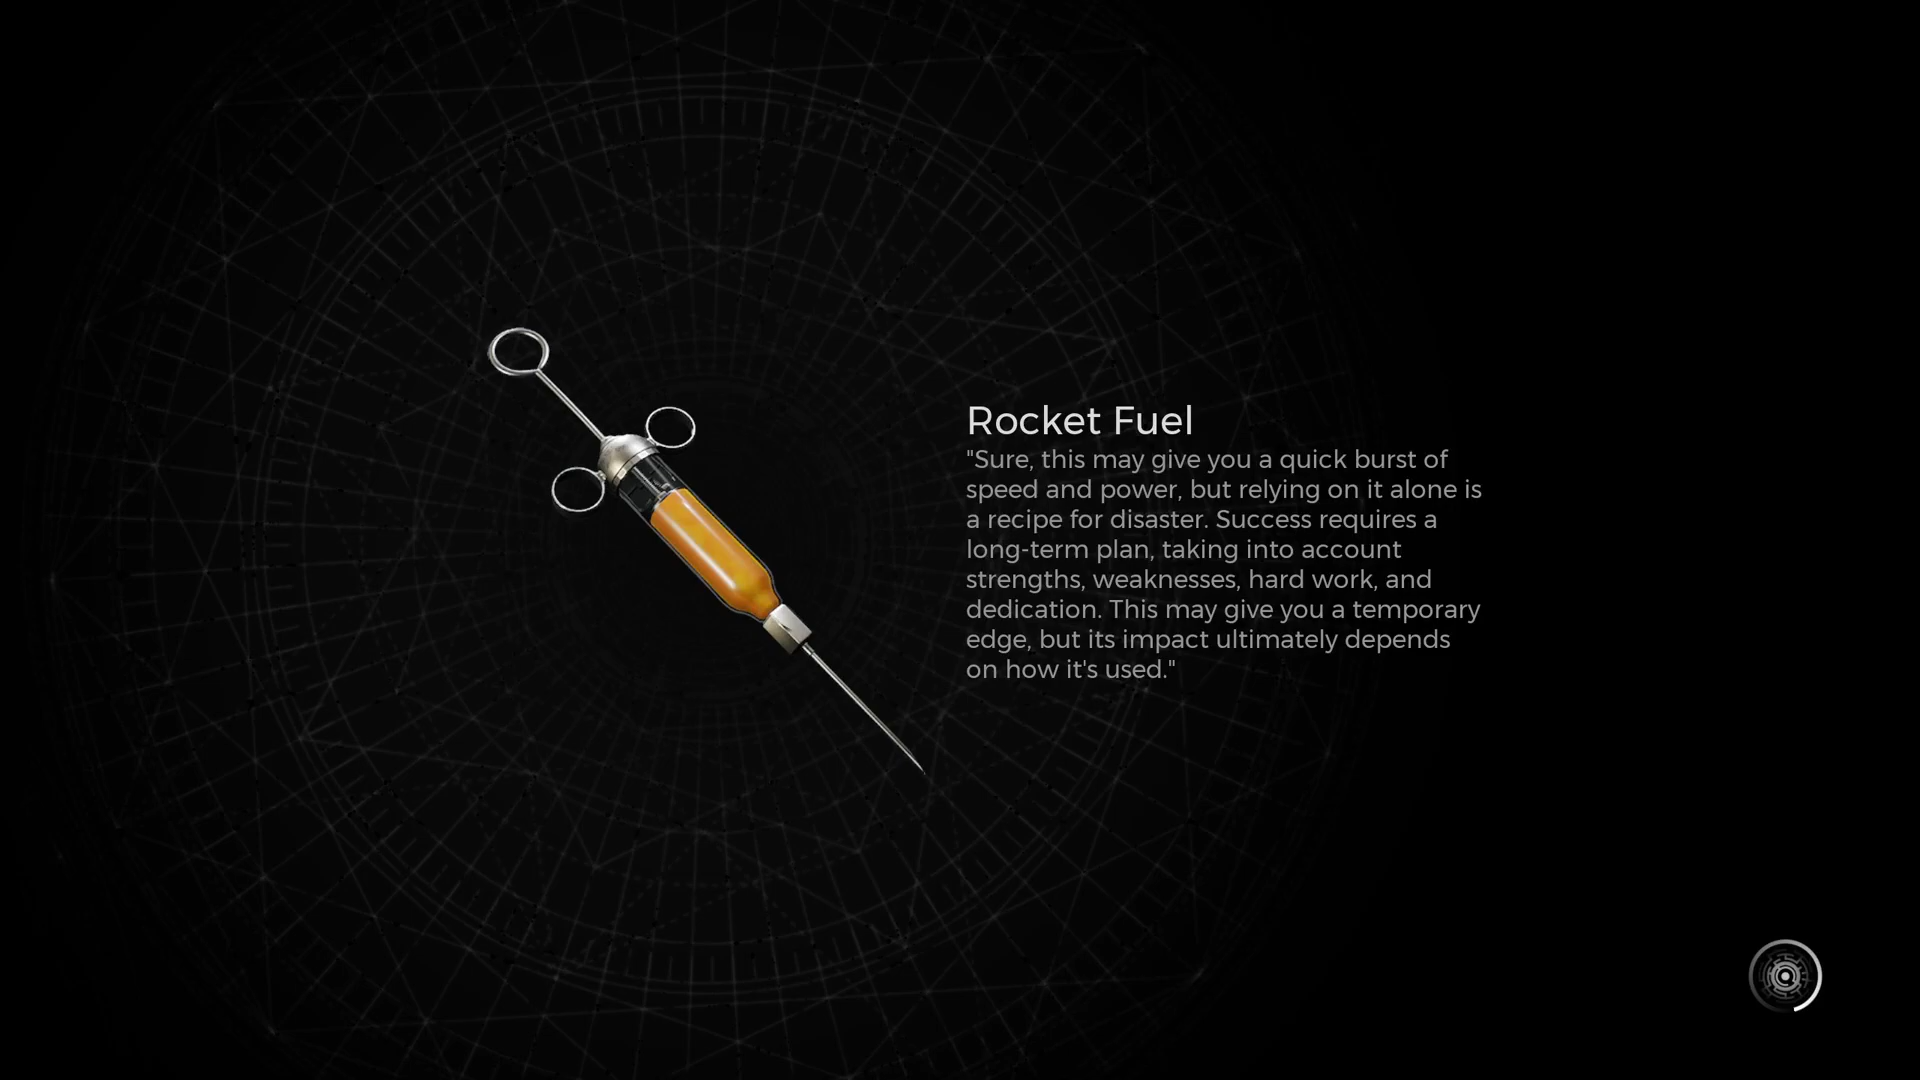 Rocket Fuel
"Sure, this may give you a quick burst of
speed and power, but relying on it alone is
a recipe for disaster. Success requires a
long-term plan, taking into account
strengths, weaknesses, hard work, and
dedication. This may give you a temporary
edge, but its impact ultimately depends
on how it's used."